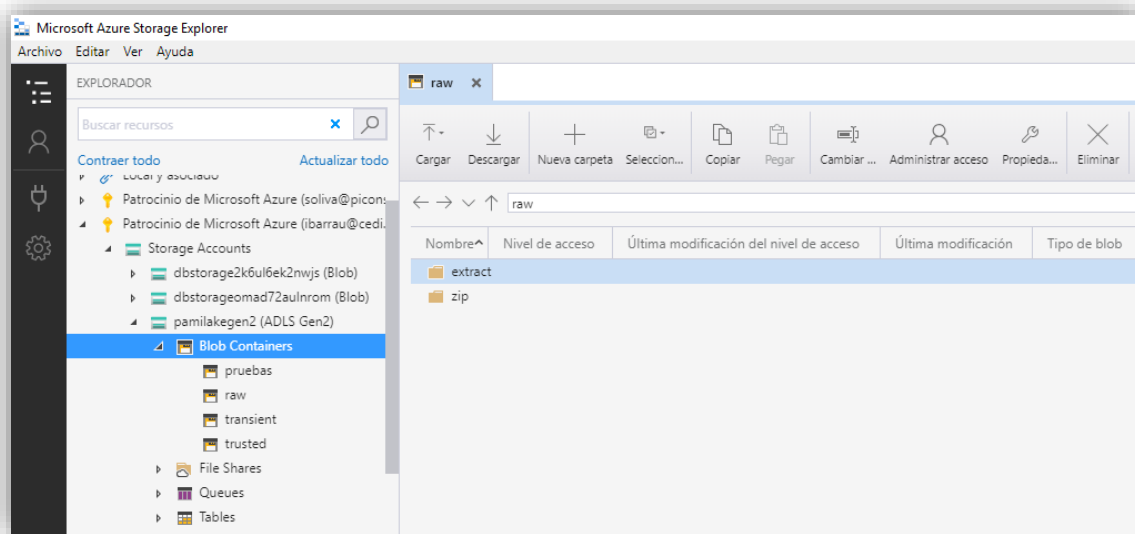 Microsoft Azure Storage Explorer
Archivo Editar Ver Ayuda
EXPLORADOR
Buscar recursos
Contraer todo Actualizar todo
Local y asociado
Patrocinio de Microsoft Azure (soliva@picons
Patrocinio de Microsoft Azure (ibarrau@cedi.
Storage Accounts
dbstorage2k6ul6ek2nwjs (Blob)
dbstorageomad72aulnrom (Blob)
pamilakegen2 (ADLS Gen2)
Blob Containers
pruebas
raw
transient
trusted
File Shares
Queues
Tables
raw
Cargar Descargar Nueva carpeta Seleccion... Copiar Pegar Cambiar ... Administrar acceso Propieda... Eliminar
raw
Nombre Nivel de acceso Última modificación del nivel de acceso Última modificación Tipo de blob
extract
zip